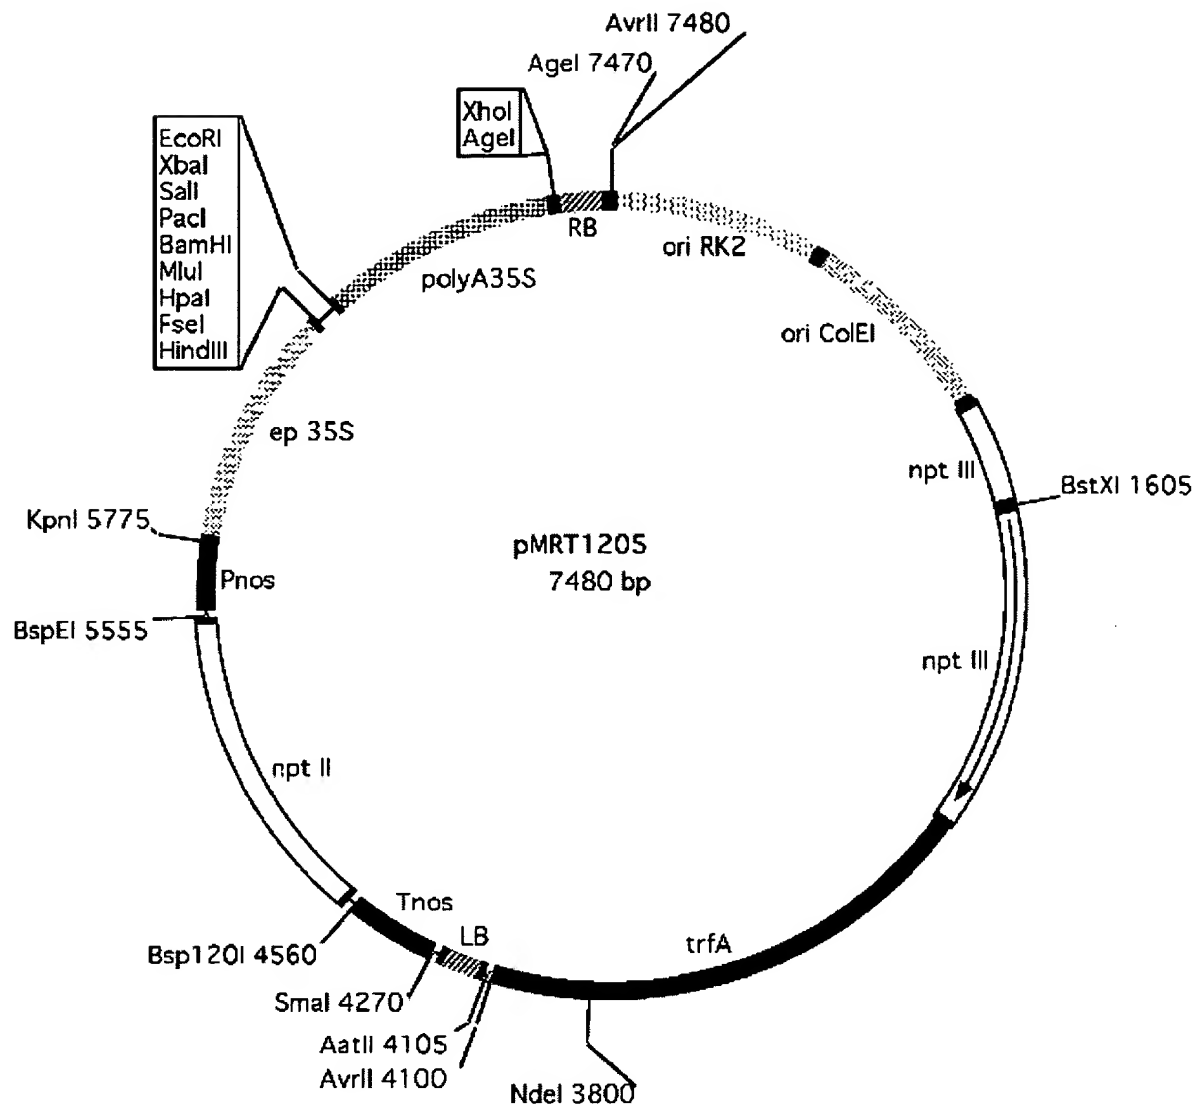 AvrII 7480
AgeI 7470
XhoI
AgeI
EcoRI
XbaI
SalI
PacI
BamHI
MluI
HpaI
FseI
HindIII
RB
ori RK2
polyA35S
ori ColEI
ep 35S
npt III
BstXI 1605
KpnI 5775
pMRT1205
7480 bp
Pnos
BspEI 5555
npt III
npt II
Tnos
LB
trfA
Bsp120I 4560
SmaI 4270
AatII 4105
AvrII 4100
NdeI 3800